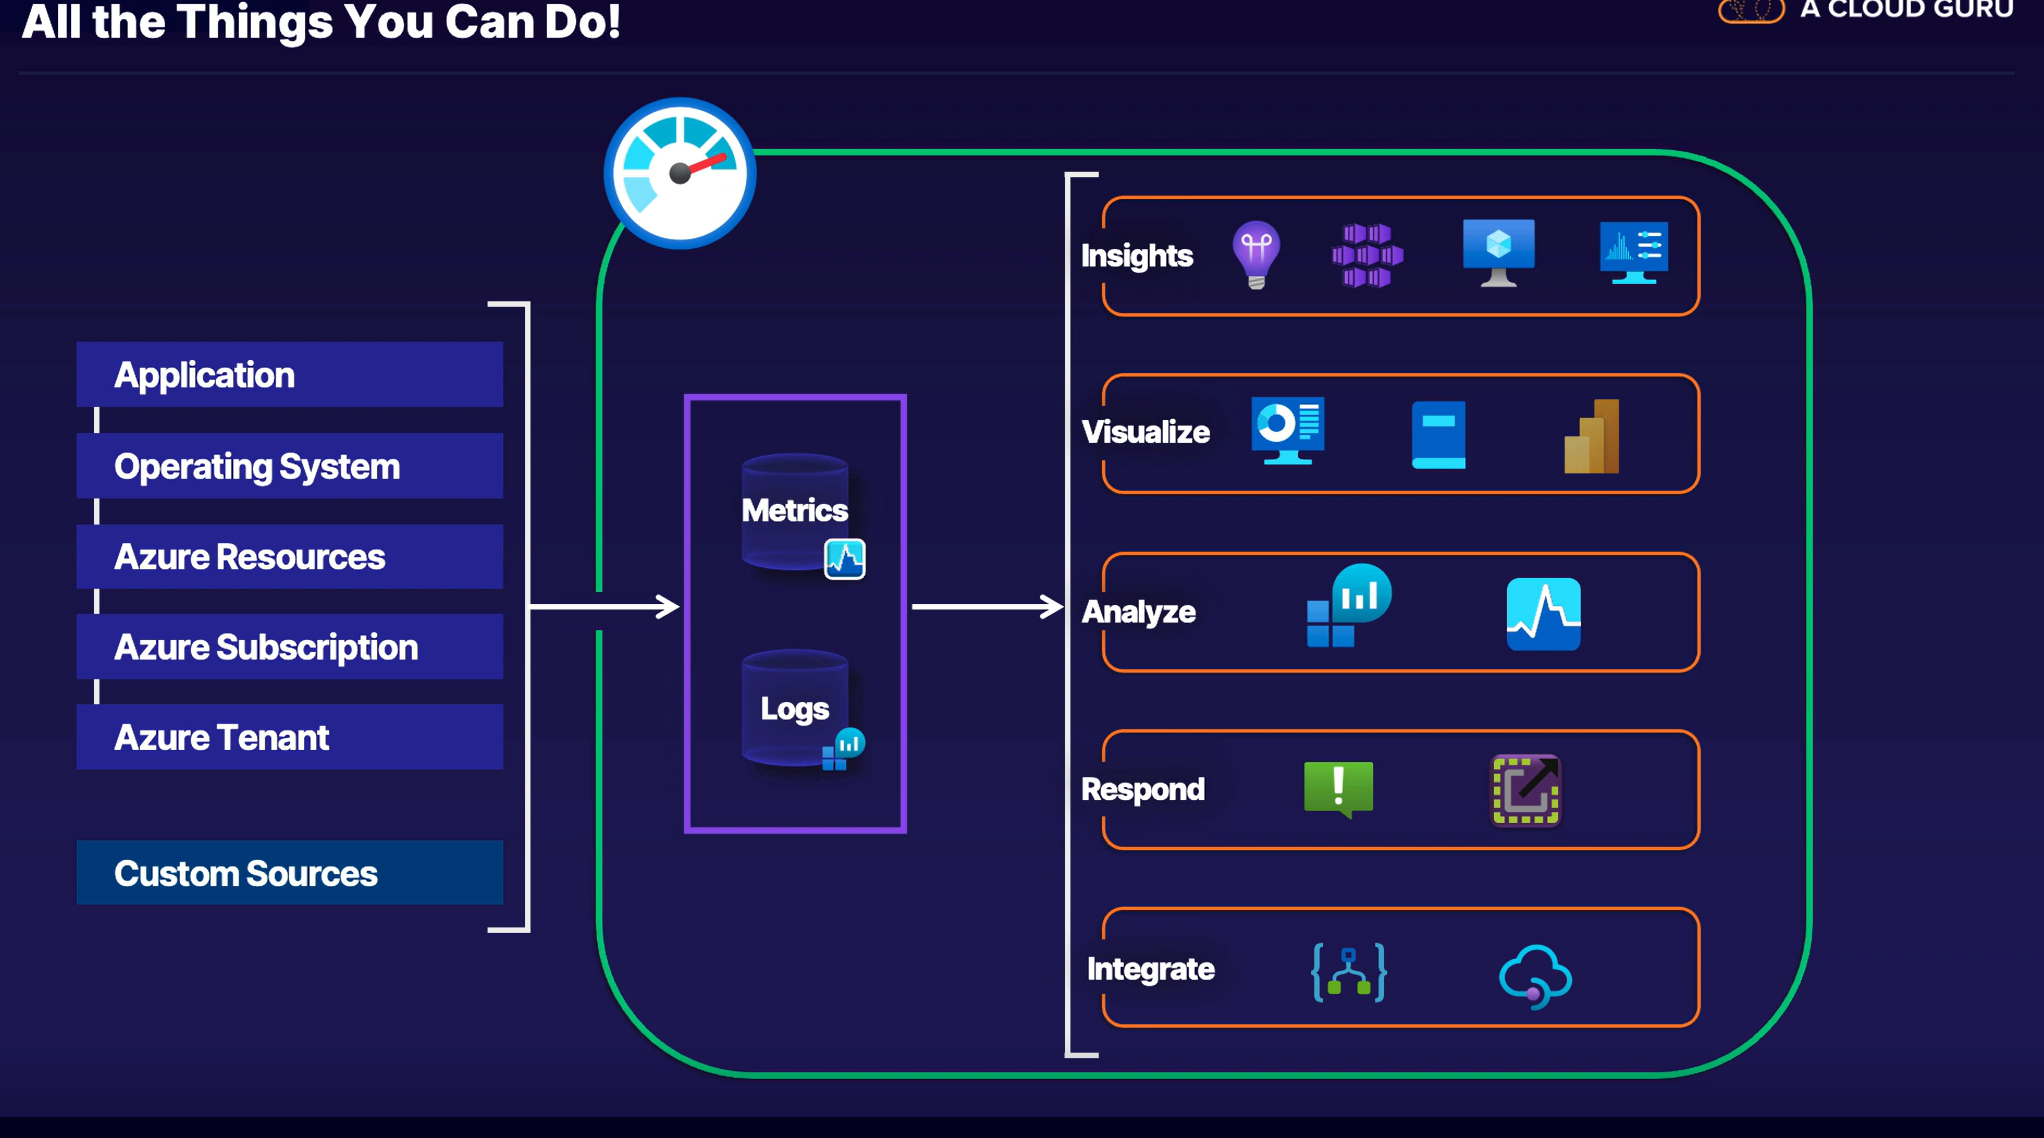 All the Things You Can Do!
A CLOUD GURU
Application
Operating System
Azure Resources
Azure Subscription
Azure Tenant
Custom Sources
Metrics
Logs
Insights
Visualize
Analyze
Respond
Integrate